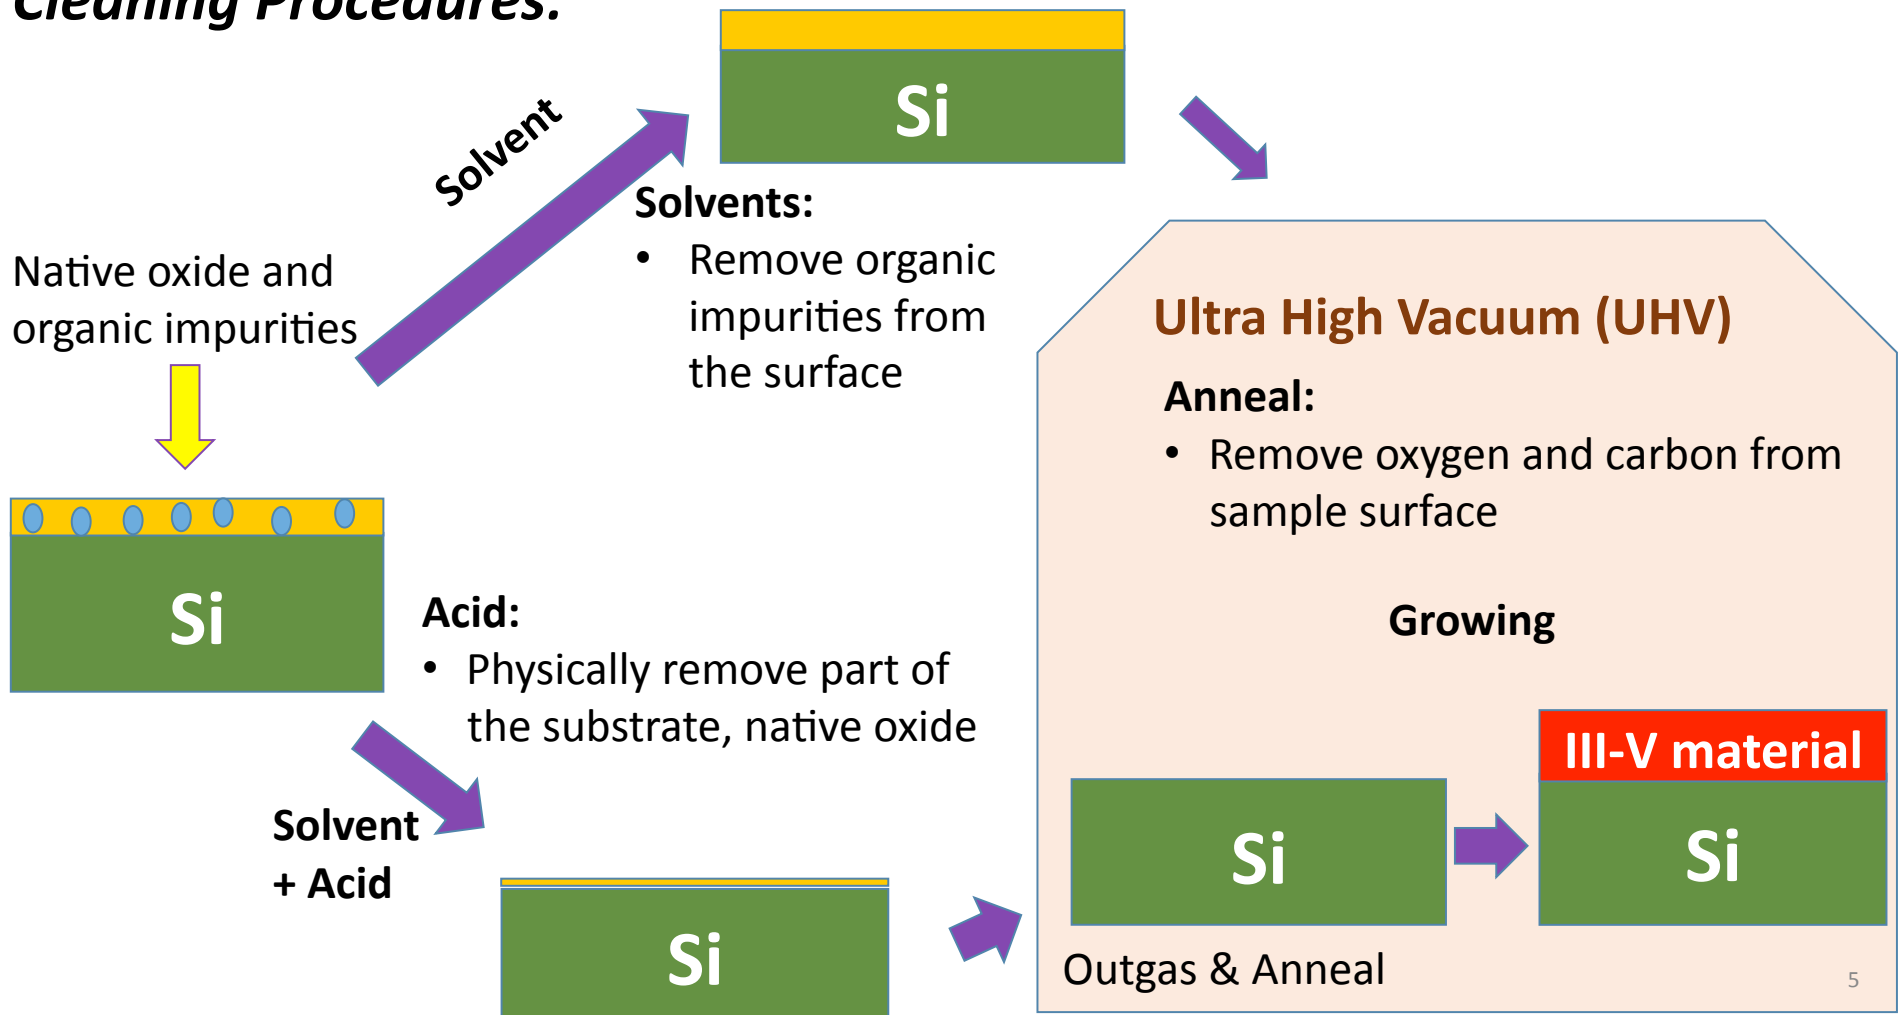 Cleaning Procedures:
Si
Solvent
Solvents:
• Remove organic
impurities from
the surface
Native oxide and
organic impurities
Si
Acid:
• Physically remove part of
the substrate, native oxide
Solvent
+ Acid
Si
Ultra High Vacuum (UHV)
Anneal:
• Remove oxygen and carbon from
sample surface
Growing
III-V material
Si
Si
Outgas & Anneal
5